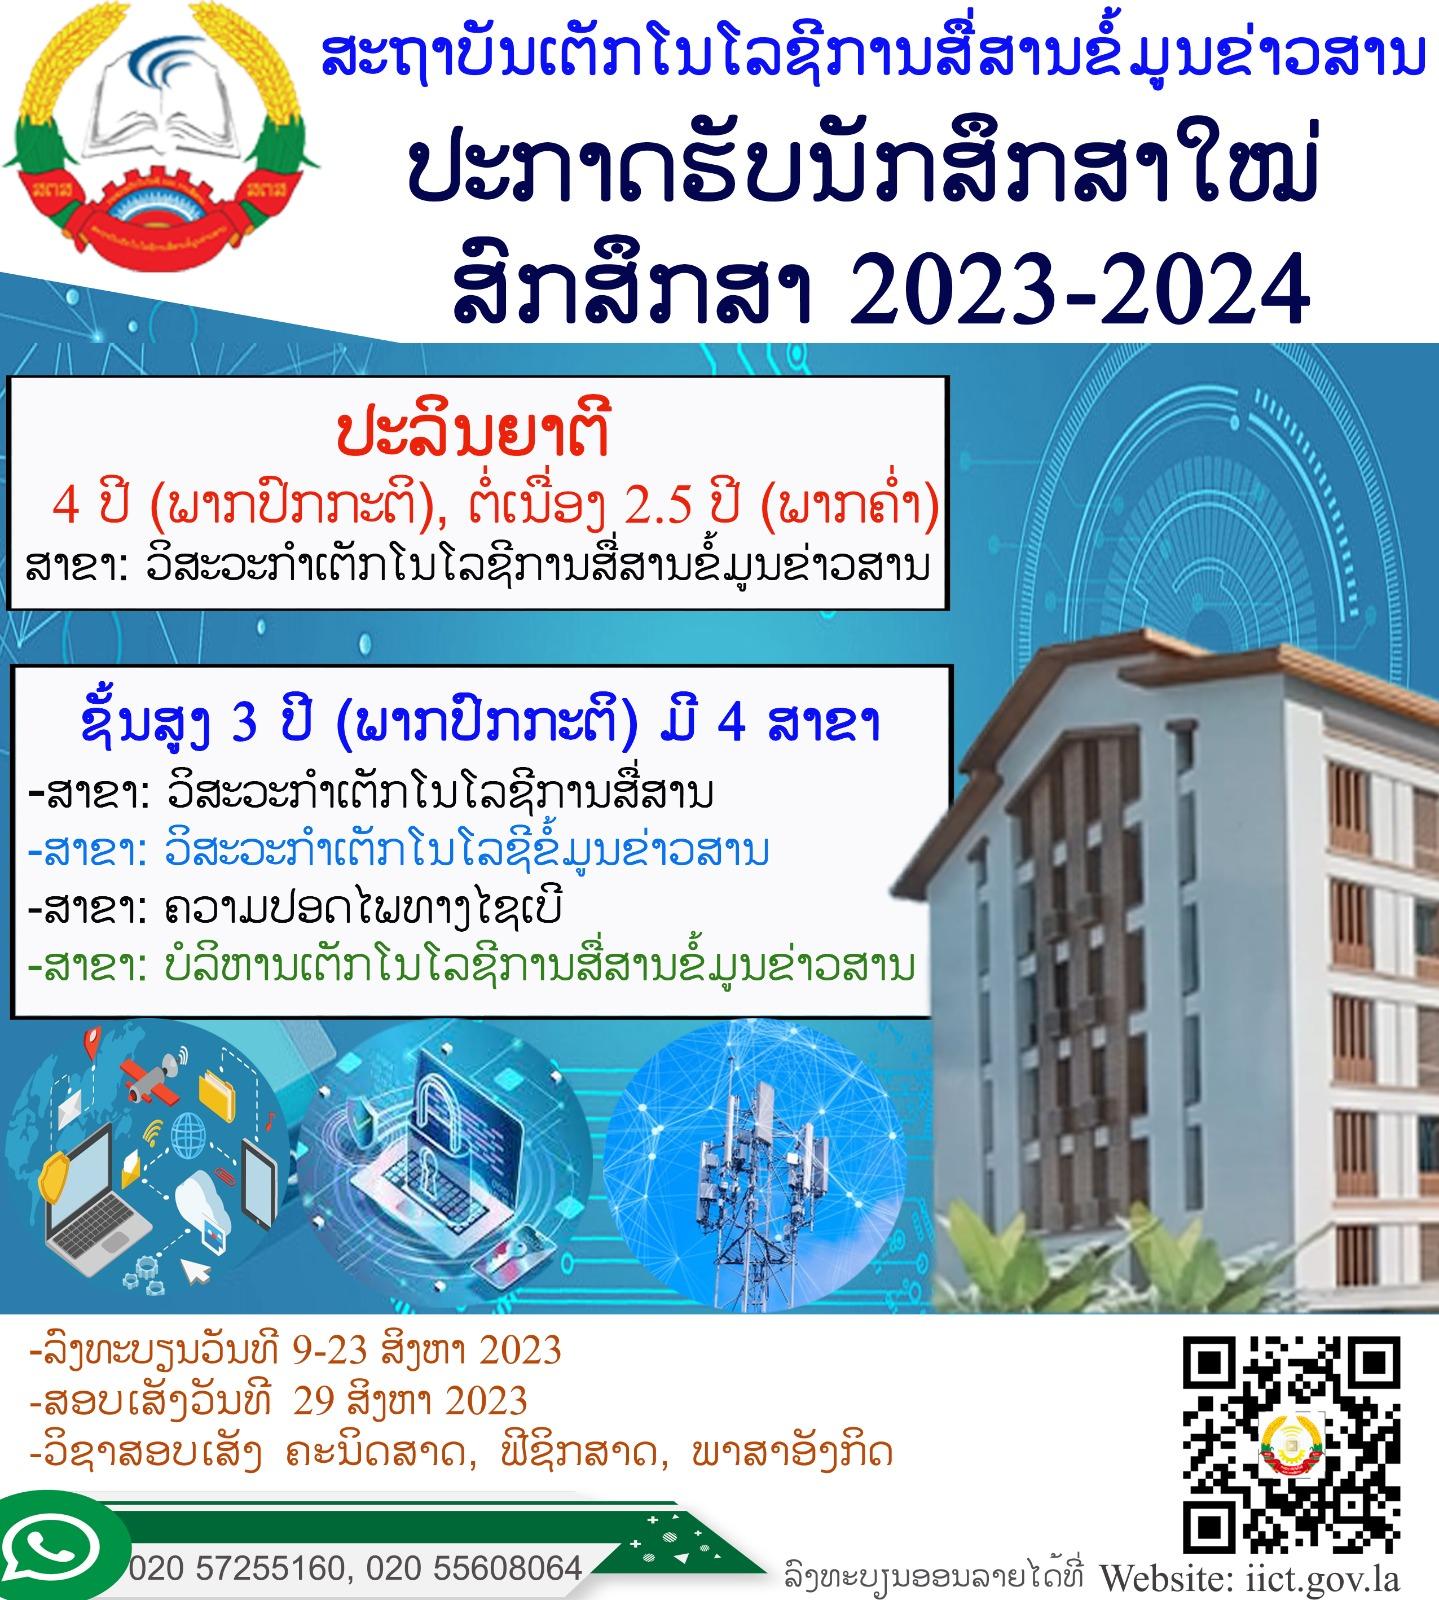 ສະຖາບັນເຕັກໂນໂລຊີການສື່ສານຂໍ້ມູນຂ່າວສານ
ປະກາດຮັບນັກສຶກສາໃໝ່
ສົກສຶກສາ 2023-2024
ປະລິນຍາຕີ
4 ປີ (ພາກປົກກະຕິ), ຕໍ່ເນື່ອງ 2.5 ປີ (ພາກຄໍ່າ)
ສາຂາ: ວິສະວະກໍາເຕັກໂນໂລຊີການສື່ສານຂໍ້ມູນຂ່າວສານ
ຊັ້ນສູງ 3 ປີ (ພາກປົກກະຕິ) ມີ 4 ສາຂາ
-ສາຂາ: ວິສະວະກໍາເຕັກໂນໂລຊີການສື່ສານ
-ສາຂາ: ວິສະວະກໍາເຕັກໂນໂລຊີຂໍ້ມູນຂ່າວສານ
-ສາຂາ: ຄວາມປອດໄພທາງໄຊເບີ
-ສາຂາ: ບໍລິຫານເຕັກໂນໂລຊີການສື່ສານຂໍ້ມູນຂ່າວສານ
-ລົງທະບຽນວັນທີ 9-23 ສິງຫາ 2023
-ສອບເສັງວັນທີ 29 ສິງຫາ 2023
-ວິຊາສອບເສັງ ຄະນິດສາດ, ຟີຊິກສາດ, ພາສາອັງກິດ
020 57255160, 020 55608064
ລົງທະບຽນອອນລາຍໄດ້ທີ່ Website: iict.gov.la